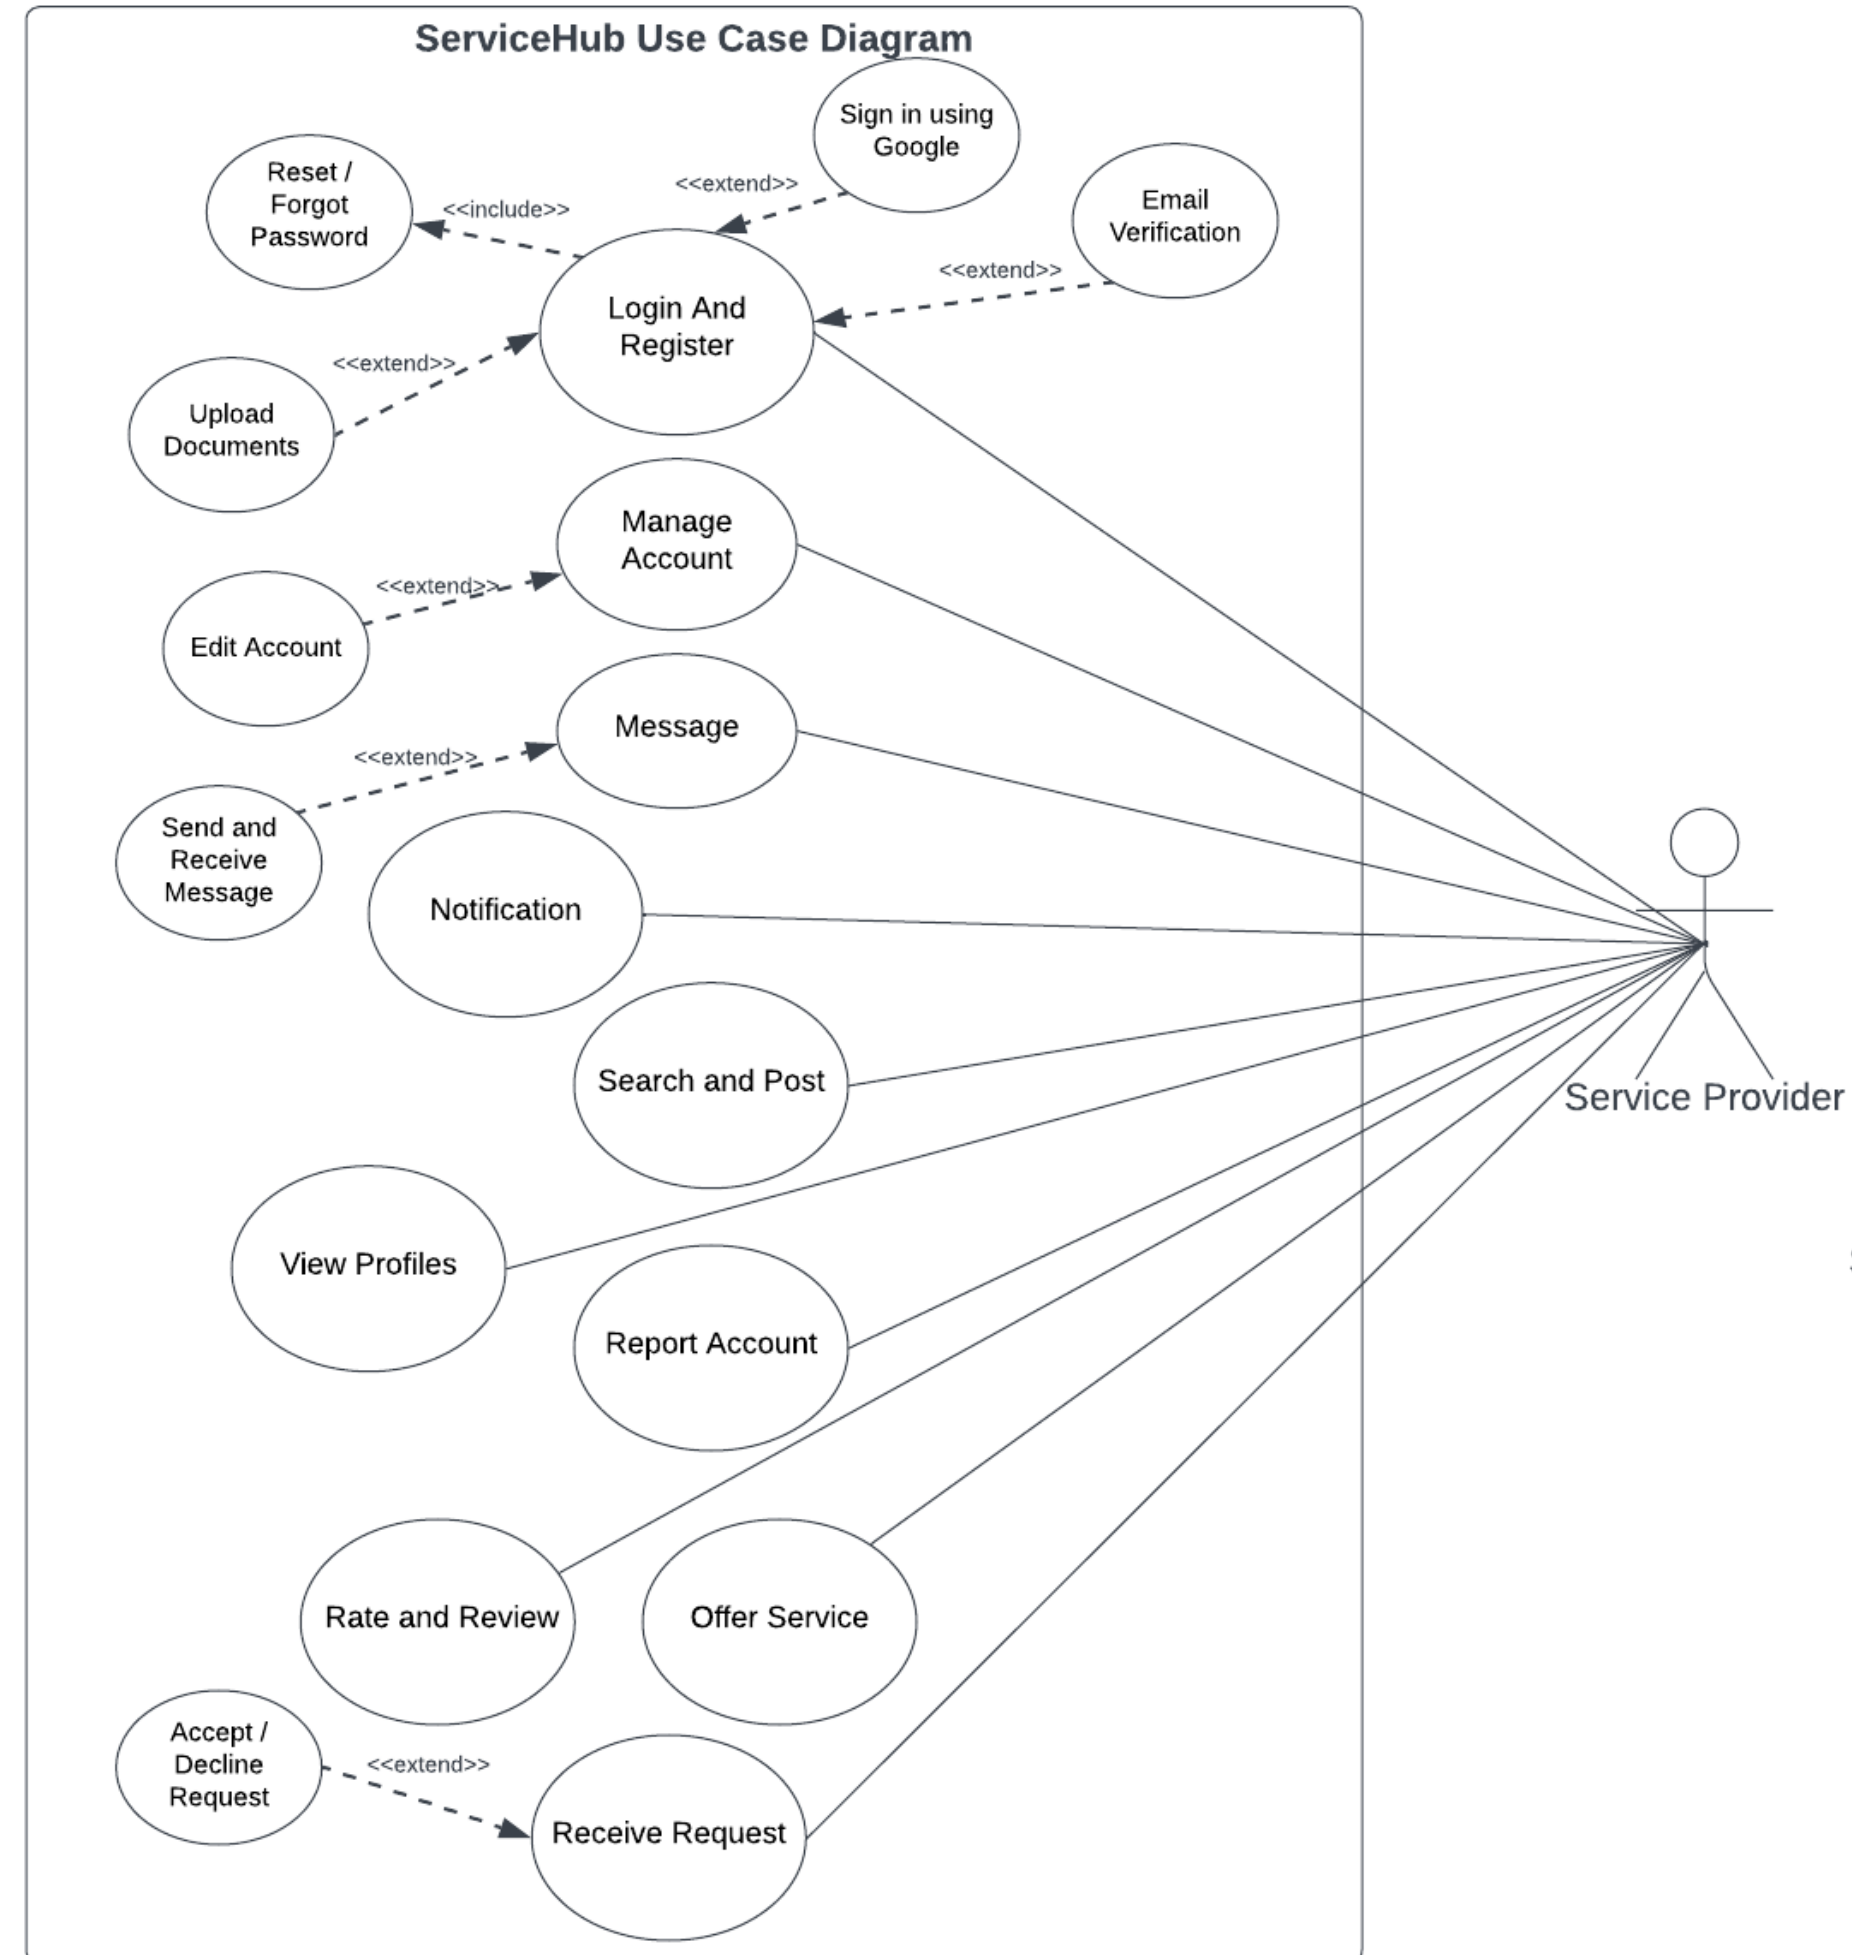 ServiceHub Use Case Diagram
Sign in using
Google
Reset /
Forgot
Password
<<include>>
<<extend>>
Email
Verification
<<extend>>
Login And
Register
<<extend>>
Upload
Documents
Manage
Account
<<extend>>
Edit Account
Message
<<extend>>
Send and
Receive
Message
Notification
Search and Post
Service Provider
View Profiles
Report Account
Rate and Review
Offer Service
Accept /
Decline
Request
<<extend>>
Receive Request